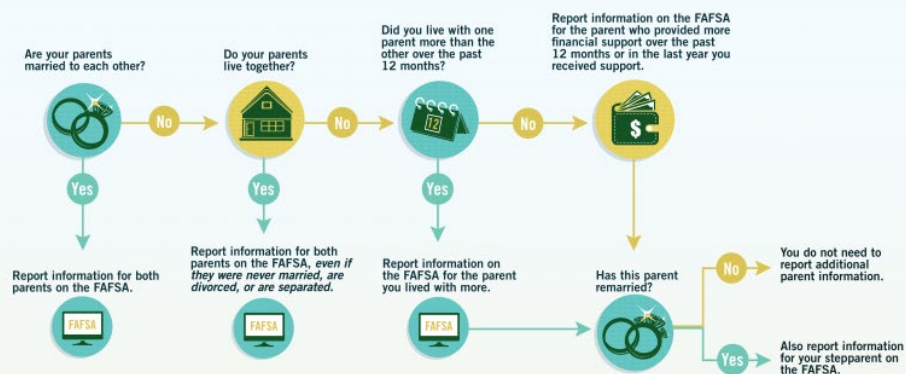 Are your parents
married to each other?
Do your parents
live together?
Did you live with one
parent more than the
other over the past
12 months?
Report information on the FAFSA
for the parent who provided more
financial support over the past
12 months or in the last year you
received support.
No
No
12
No
$
Yes
Yes
Yes
Report information for both
parents on the FAFSA.
FAFSA
Report information for both
parents on the FAFSA, even if
they were never married, are
divorced, or are separated.
FAFSA
Report information on
the FAFSA for the parent
you lived with more.
FAFSA
Has this parent
remarried?
No
You do not need to
report additional
parent information.
Yes
Also report information
for your stepparent on
the FAFSA.